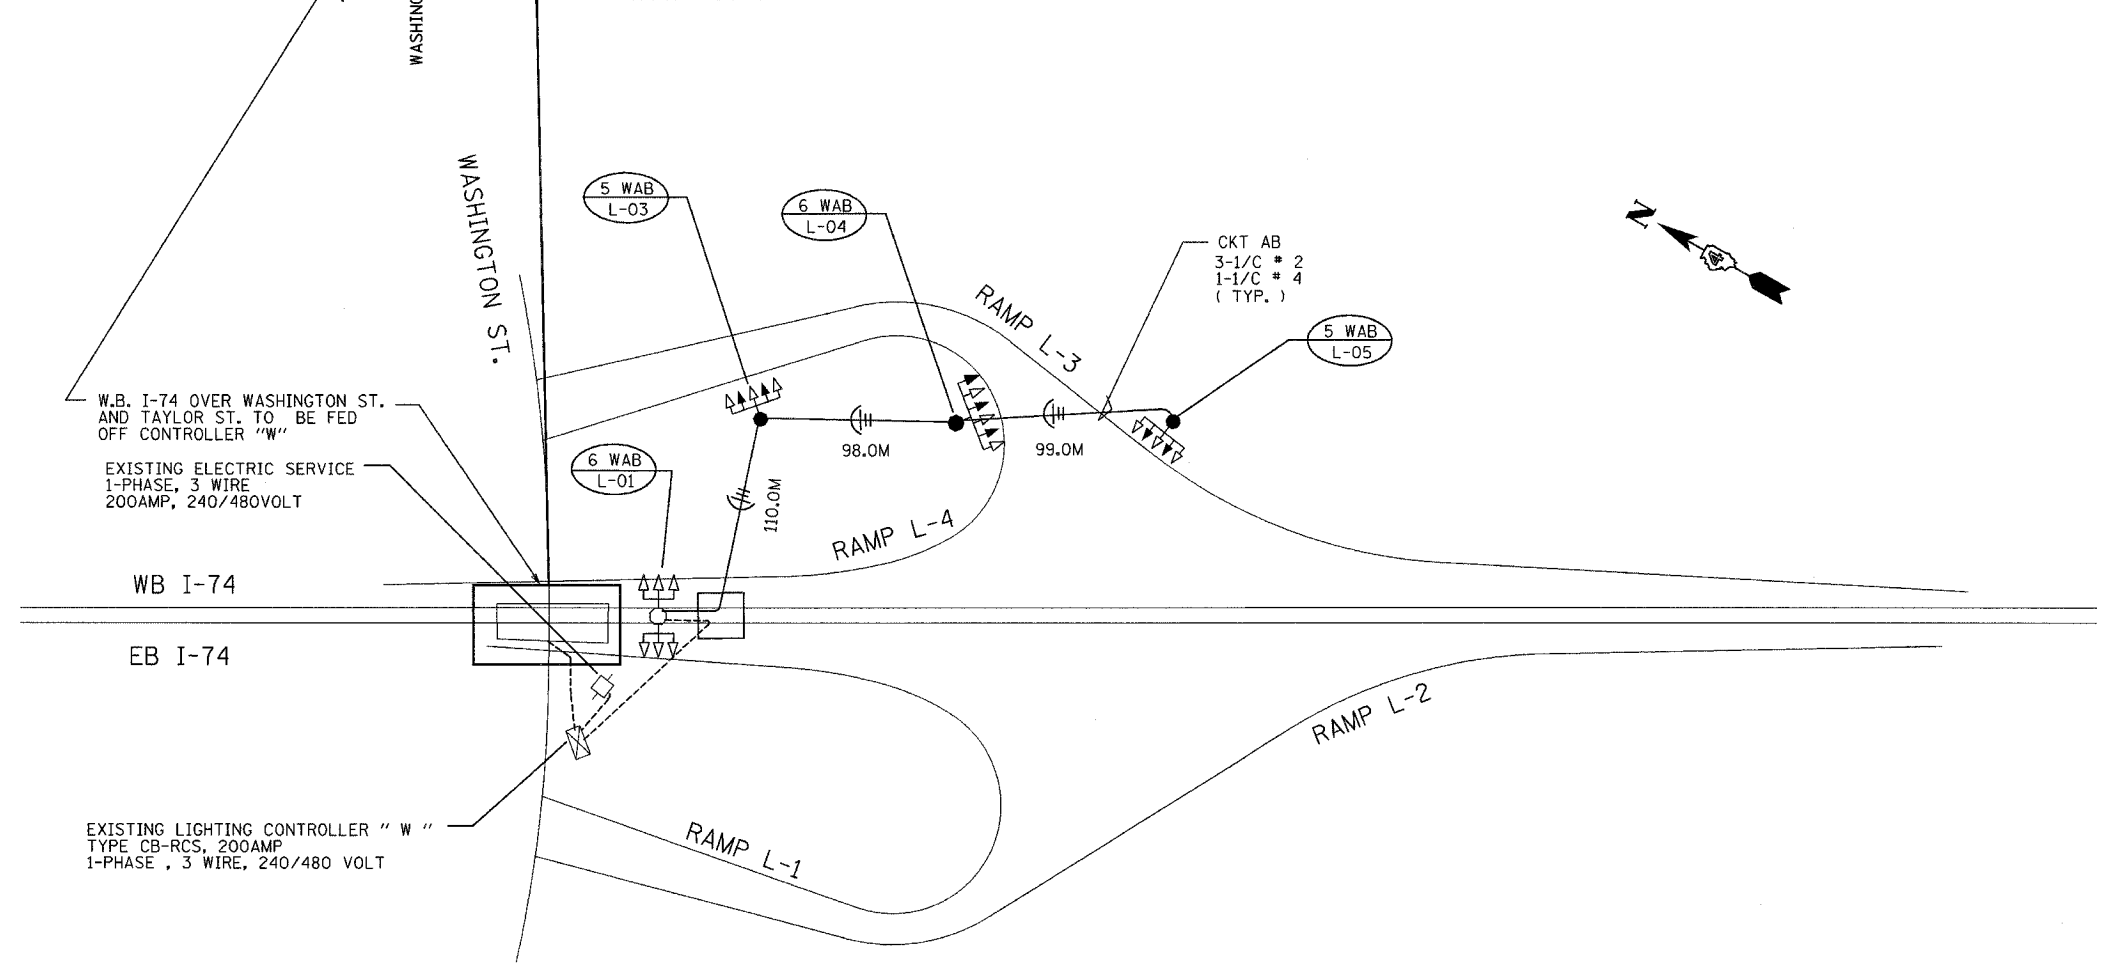 WASHING
WASHINGTON ST.
5 WAB
L-03
6 WAB
L-04
CKT AB
3-1/C # 2
1-1/C # 4
( TYP. )
N
4
RAMP L-3
5 WAB
L-05
W.B. I-74 OVER WASHINGTON ST.
AND TAYLOR ST. TO BE FED
OFF CONTROLLER "W"
EXISTING ELECTRIC SERVICE
1-PHASE, 3 WIRE
200AMP, 240/480VOLT
6 WAB
L-01
98.0M
99.0M
110.0M
RAMP L-4
WB I-74
EB I-74
RAMP L-2
EXISTING LIGHTING CONTROLLER " W "
TYPE CB-RCS, 200AMP
1-PHASE , 3 WIRE, 240/480 VOLT
RAMP L-1